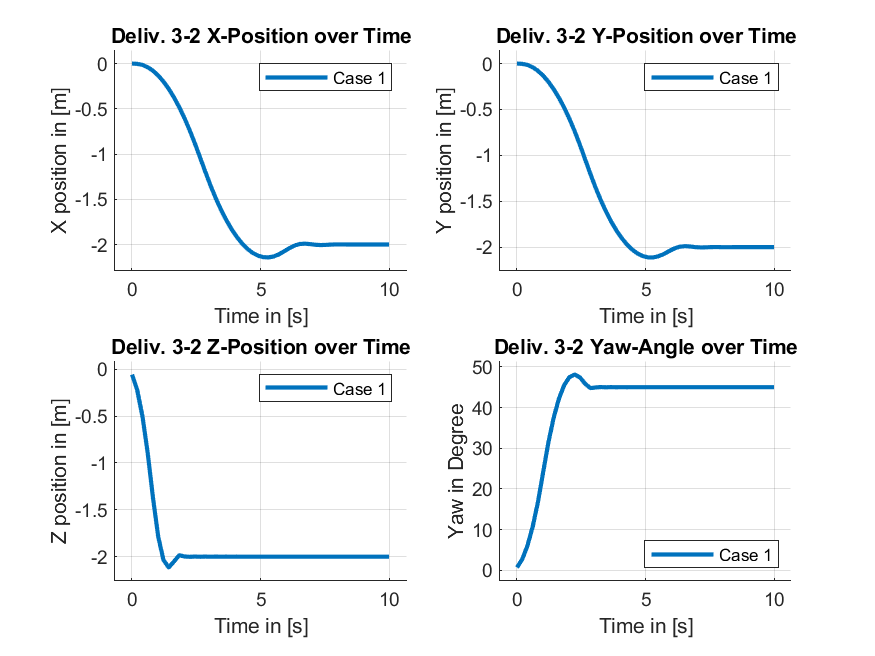 Deliv. 3-2 X-Position over Time
0
-0.5
-1
-1.5
-2
X position in [m]
Case 1
0
5
10
Time in [s]
Deliv. 3-2 Y-Position over Time
0
-0.5
-1
-1.5
-2
Y position in [m]
Case 1
0
5
10
Time in [s]
Deliv. 3-2 Z-Position over Time
0
-0.5
-1
-1.5
-2
Z position in [m]
Case 1
0
5
10
Time in [s]
Deliv. 3-2 Yaw-Angle over Time
50
40
30
20
10
0
Yaw in Degree
Case 1
0
5
10
Time in [s]